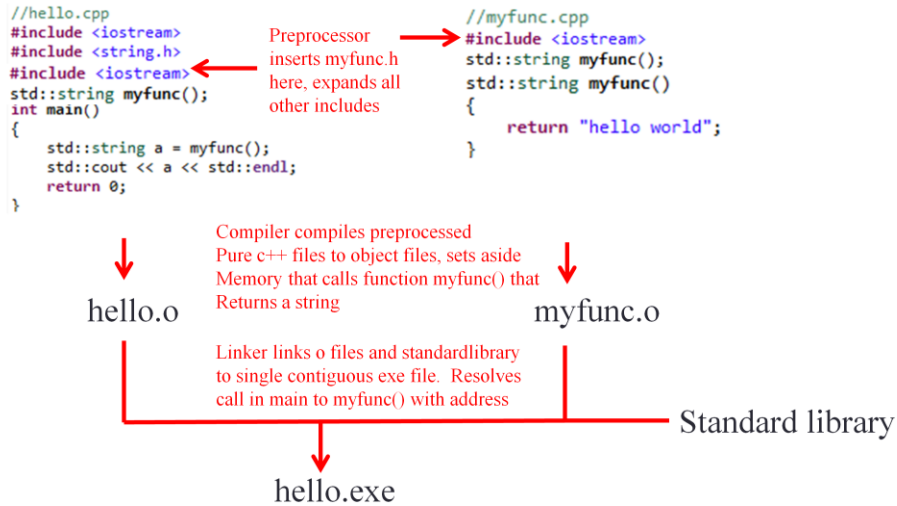 //hello.cpp
#include <iostream>
#include <string.h>
#include <iostream>
std::string myfunc();
int main()
{
    std::string a = myfunc();
    std::cout << a << std::endl;
    return 0;
}
Preprocessor
inserts myfunc.h
here, expands all
other includes
//myfunc.cpp
#include <iostream>
std::string myfunc();
std::string myfunc()
{
    return "hello world";
}
Compiler compiles preprocessed
Pure c++ files to object files, sets aside
Memory that calls function myfunc() that
Returns a string
hello.o
myfunc.o
Linker links o files and standardlibrary
to single contiguous exe file.  Resolves
call in main to myfunc() with address
Standard library
hello.exe